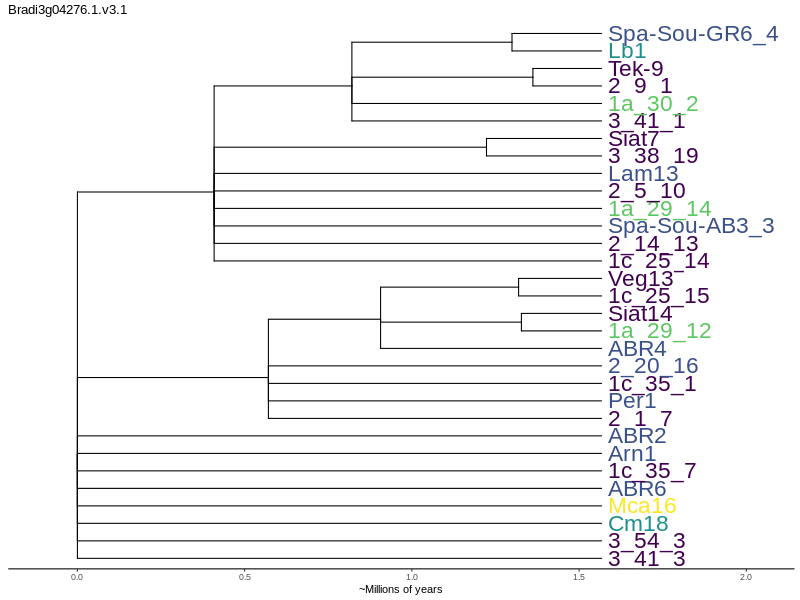 Bradi3g04276.1.v3.1
Spa-Sou-GR6_4
Lb1
Tek-9
2_9_1
1a_30_2
3_41_1
Siat7
3_38_19
Lam13
2_5_10
1a_29_14
Spa-Sou-AB3_3
2_14_13
1c_25_14
Veg13
1c_25_15
Siat14
1a_29_12
ABR4
2_20_16
1c_35_1
Per1
2_1_7
ABR2
Arn1
1c_35_7
ABR6
Mca16
Cm18
3_54_3
3_41_3
0.0 0.5 1.0 1.5 2.0
~Millions of years